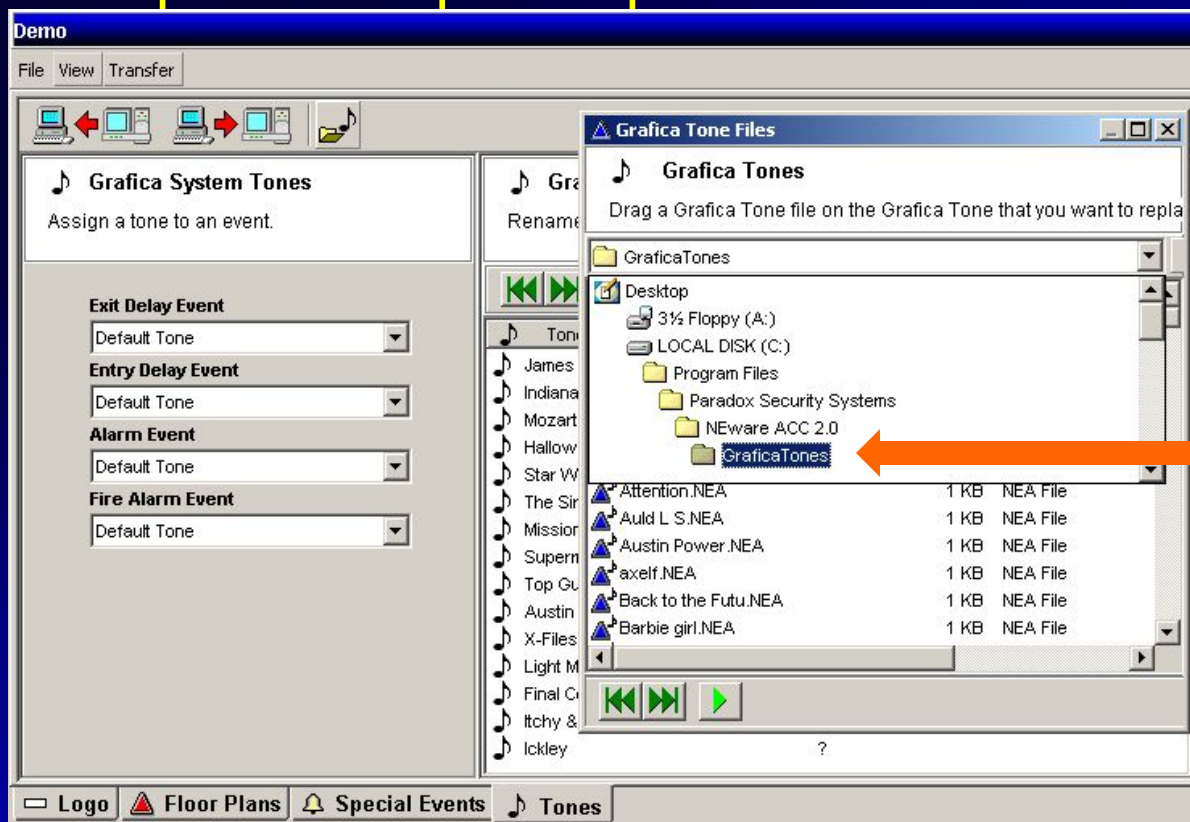 Demo
File View Transfer
Grafica System Tones
Assign a tone to an event.
Exit Delay Event
Default Tone
Entry Delay Event
Default Tone
Alarm Event
Default Tone
Fire Alarm Event
Default Tone
Rename
James
Indiana
Mozart
Star W
The Sir
Top Gu
Austin
X-Files
Light M
Final
Itchy &
Ickley ?
Grafica Tone Files
Grafica Tones
Drag a Grafica Tone file on the Grafica Tone that you want to repla
GraficaTones
Desktop
3½ Floppy (A:)
LOCAL DISK (C:)
Program Files
Paradox Security Systems
NEware ACC 2.0
GraficaTones
Attention.NEA 1 KB NEA File
Auld L S.NEA 1 KB NEA File
Austin Power.NEA 1 KB NEA File
axelf.NEA 1 KB NEA File
Back to the Futu.NEA 1 KB NEA File
Barbie girl.NEA 1 KB NEA File
Logo Floor Plans Special Events Tones